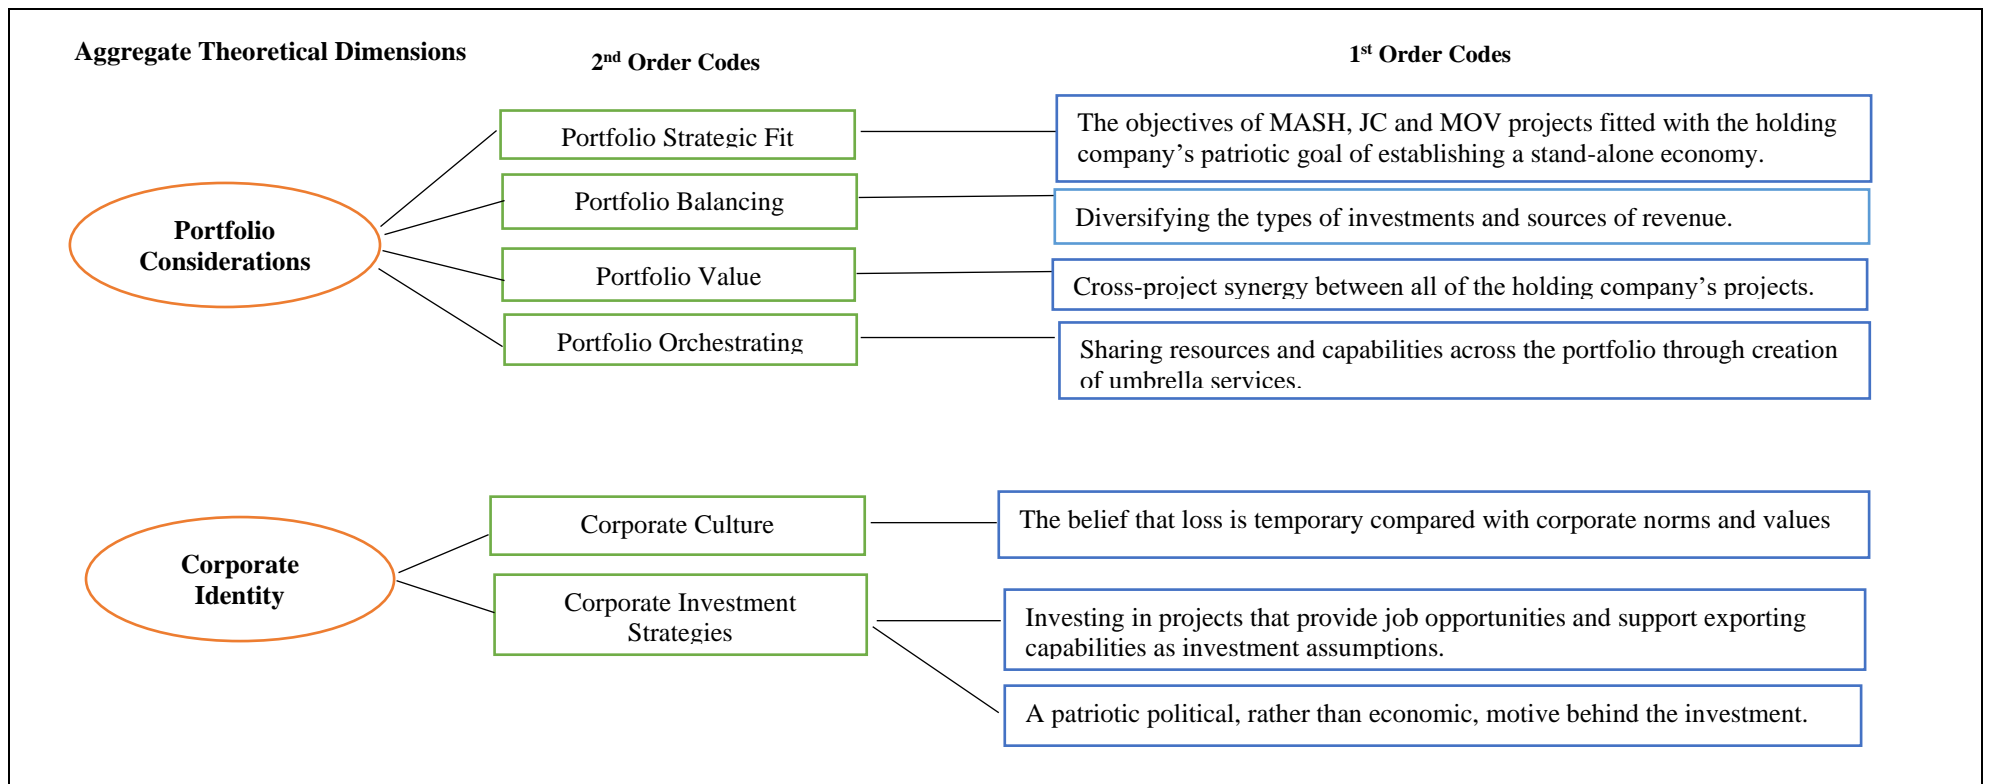 Aggregate Theoretical Dimensions
2nd Order Codes
1st Order Codes
Portfolio
Considerations
Portfolio Strategic Fit
The objectives of MASH, JC and MOV projects fitted with the holding
company’s patriotic goal of establishing a stand-alone economy.
Portfolio Balancing
Diversifying the types of investments and sources of revenue.
Portfolio Value
Cross-project synergy between all of the holding company’s projects.
Portfolio Orchestrating
Sharing resources and capabilities across the portfolio through creation
of umbrella services.
Corporate
Identity
Corporate Culture
The belief that loss is temporary compared with corporate norms and values
Corporate Investment
Strategies
Investing in projects that provide job opportunities and support exporting
capabilities as investment assumptions.
A patriotic political, rather than economic, motive behind the investment.